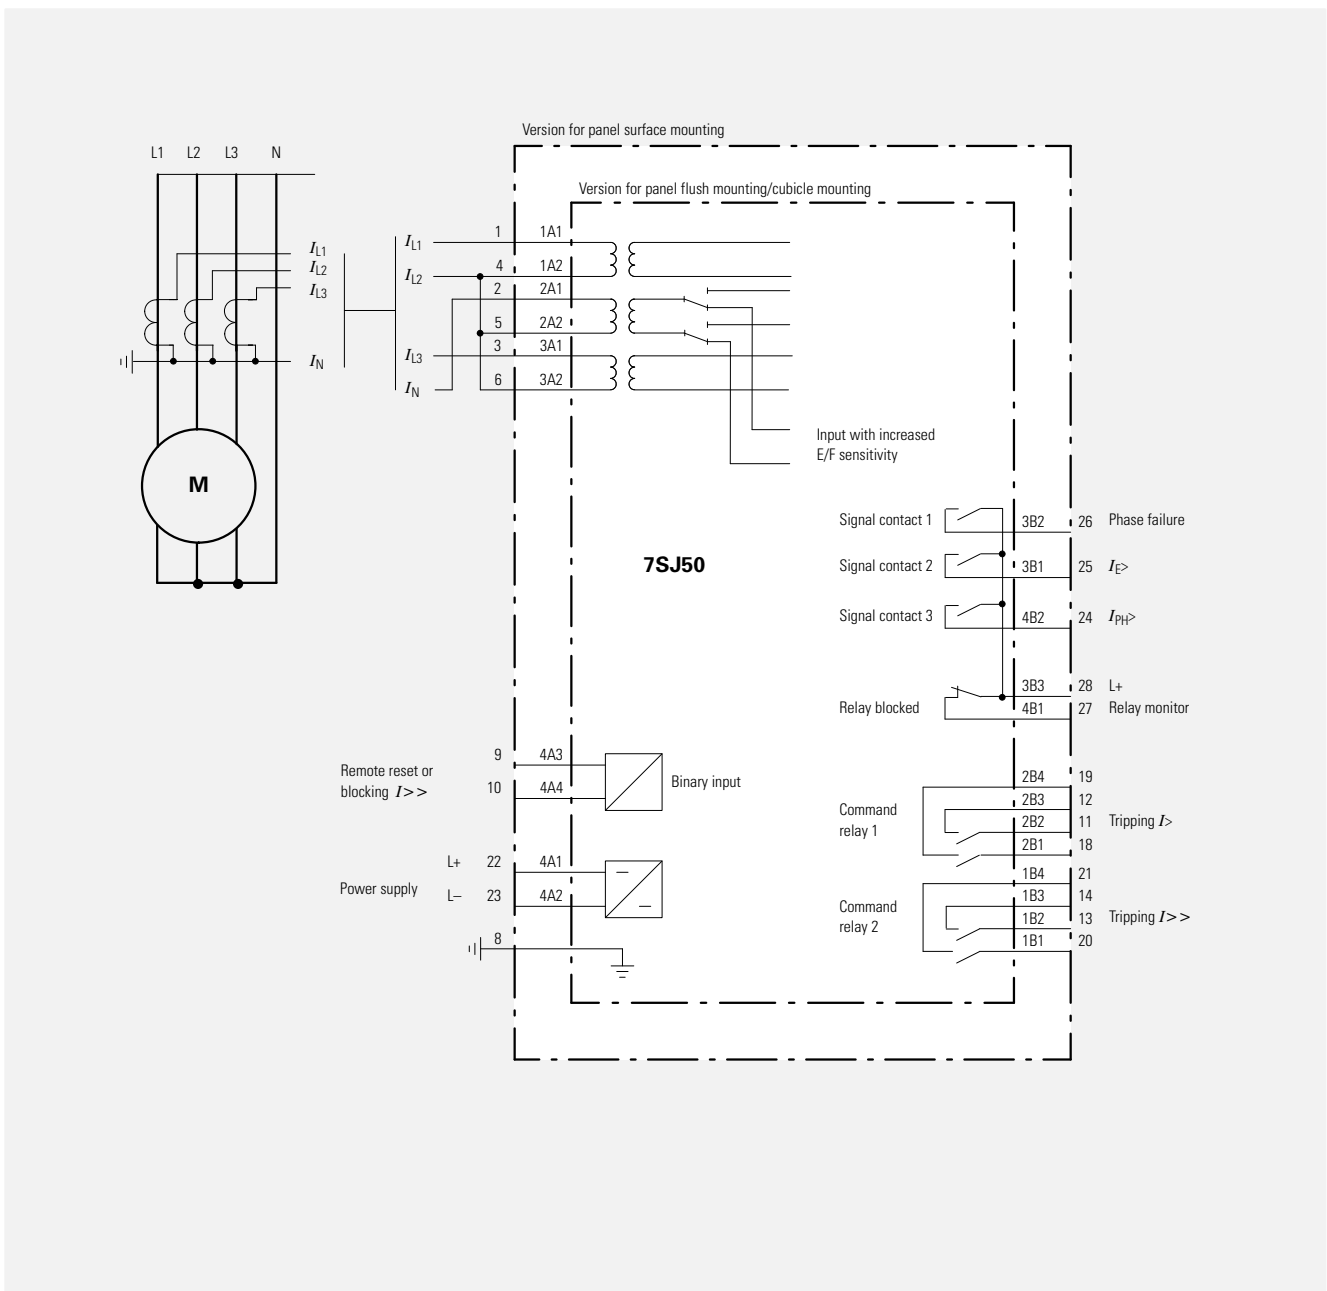 Version for panel surface mounting
L1 L2 L3 N
Version for panel flush mounting/cubicle mounting
IL1
IL2
IL3
IN
IL1
IL2
IL3
IN
1 1A1
4 1A2
2 2A1
5 2A2
3 3A1
6 3A2
Input with increased
E/F sensitivity
M
7SJ50
Signal contact 1 3B2 26 Phase failure
Signal contact 2 3B1 25 IE>
Signal contact 3 4B2 24 IPH>
3B3 28 L+
Relay blocked 4B1 27 Relay monitor
Remote reset or
blocking I>>
9 4A3
10 4A4
Binary input
Command
relay 1
2B4 19
2B3 12
2B2 11 Tripping I>
2B1 18
Power supply
L+ 22 4A1
L– 23 4A2
8
Command
relay 2
1B4 21
1B3 14
1B2 13 Tripping I>>
1B1 20